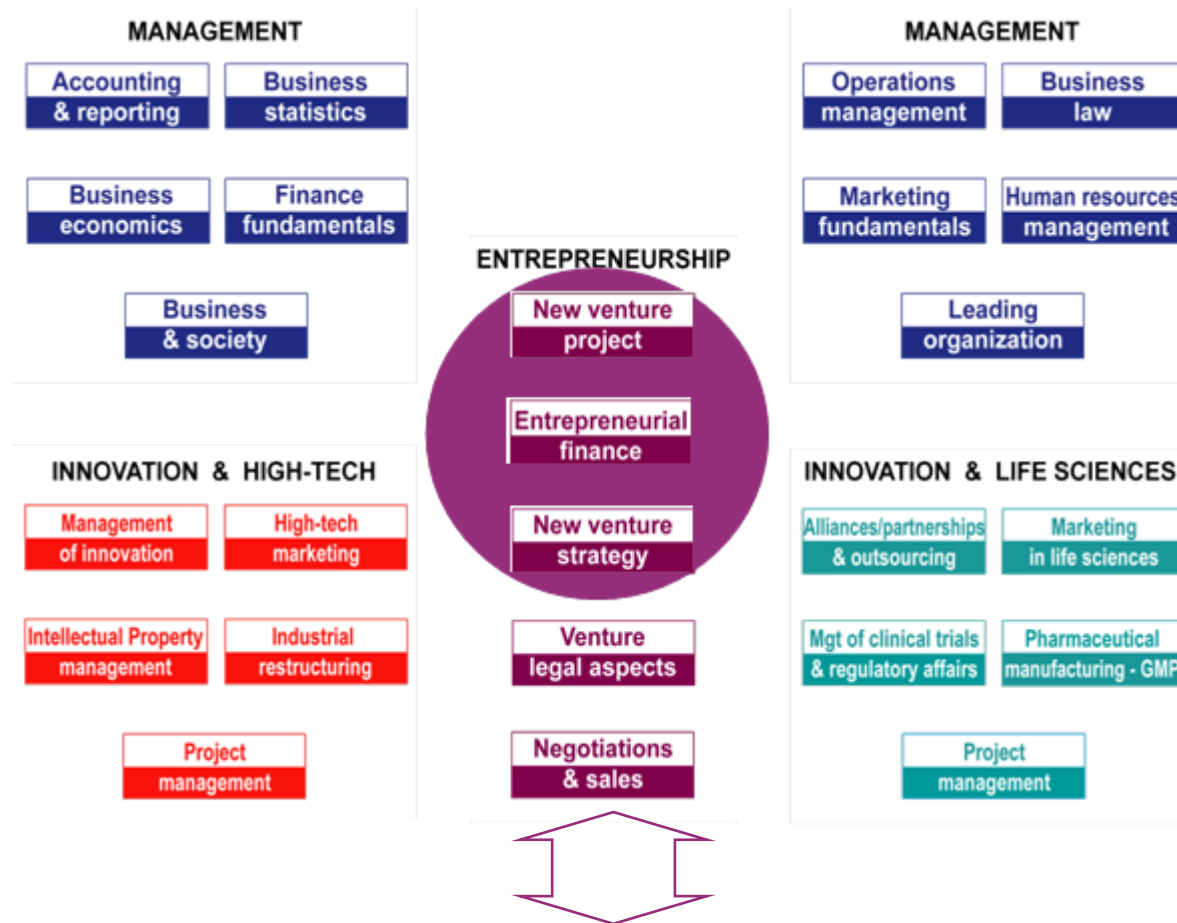 MANAGEMENT
Accounting
& reporting
Business
statistics
Business
economics
Finance
fundamentals
Business
& society
MANAGEMENT
Operations
management
Business
law
Marketing
fundamentals
Human resources
management
Leading
organization
ENTREPRENEURSHIP
New venture
project
Entrepreneurial
finance
New venture
strategy
Venture
legal aspects
Negotiations
& sales
INNOVATION & HIGH-TECH
Management
of innovation
High-tech
marketing
Intellectual Property
management
Industrial
restructuring
Project
management
INNOVATION & LIFE SCIENCES
Alliances/partnerships
& outsourcing
Marketing
in life sciences
Mgt of clinical trials
& regulatory affairs
Pharmaceutical
manufacturing - GMP
Project
management